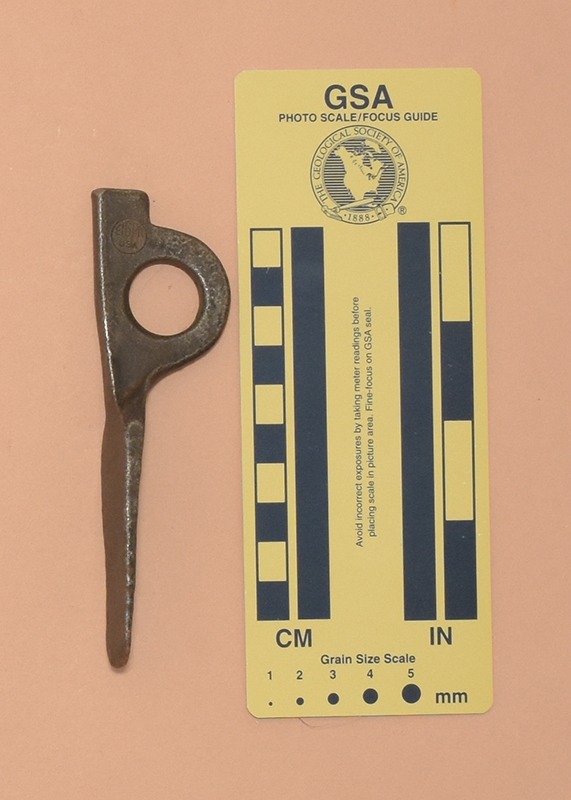 GSA
PHOTO SCALE/FOCUS GUIDE
THE GEOLOGICAL SOCIETY OF AMERICA
1888
®
Avoid incorrect exposures by taking meter readings before
placing scale in picture area. Fine-focus on GSA seal.
CM
IN
Grain Size Scale
1 2 3 4 5
mm
USA